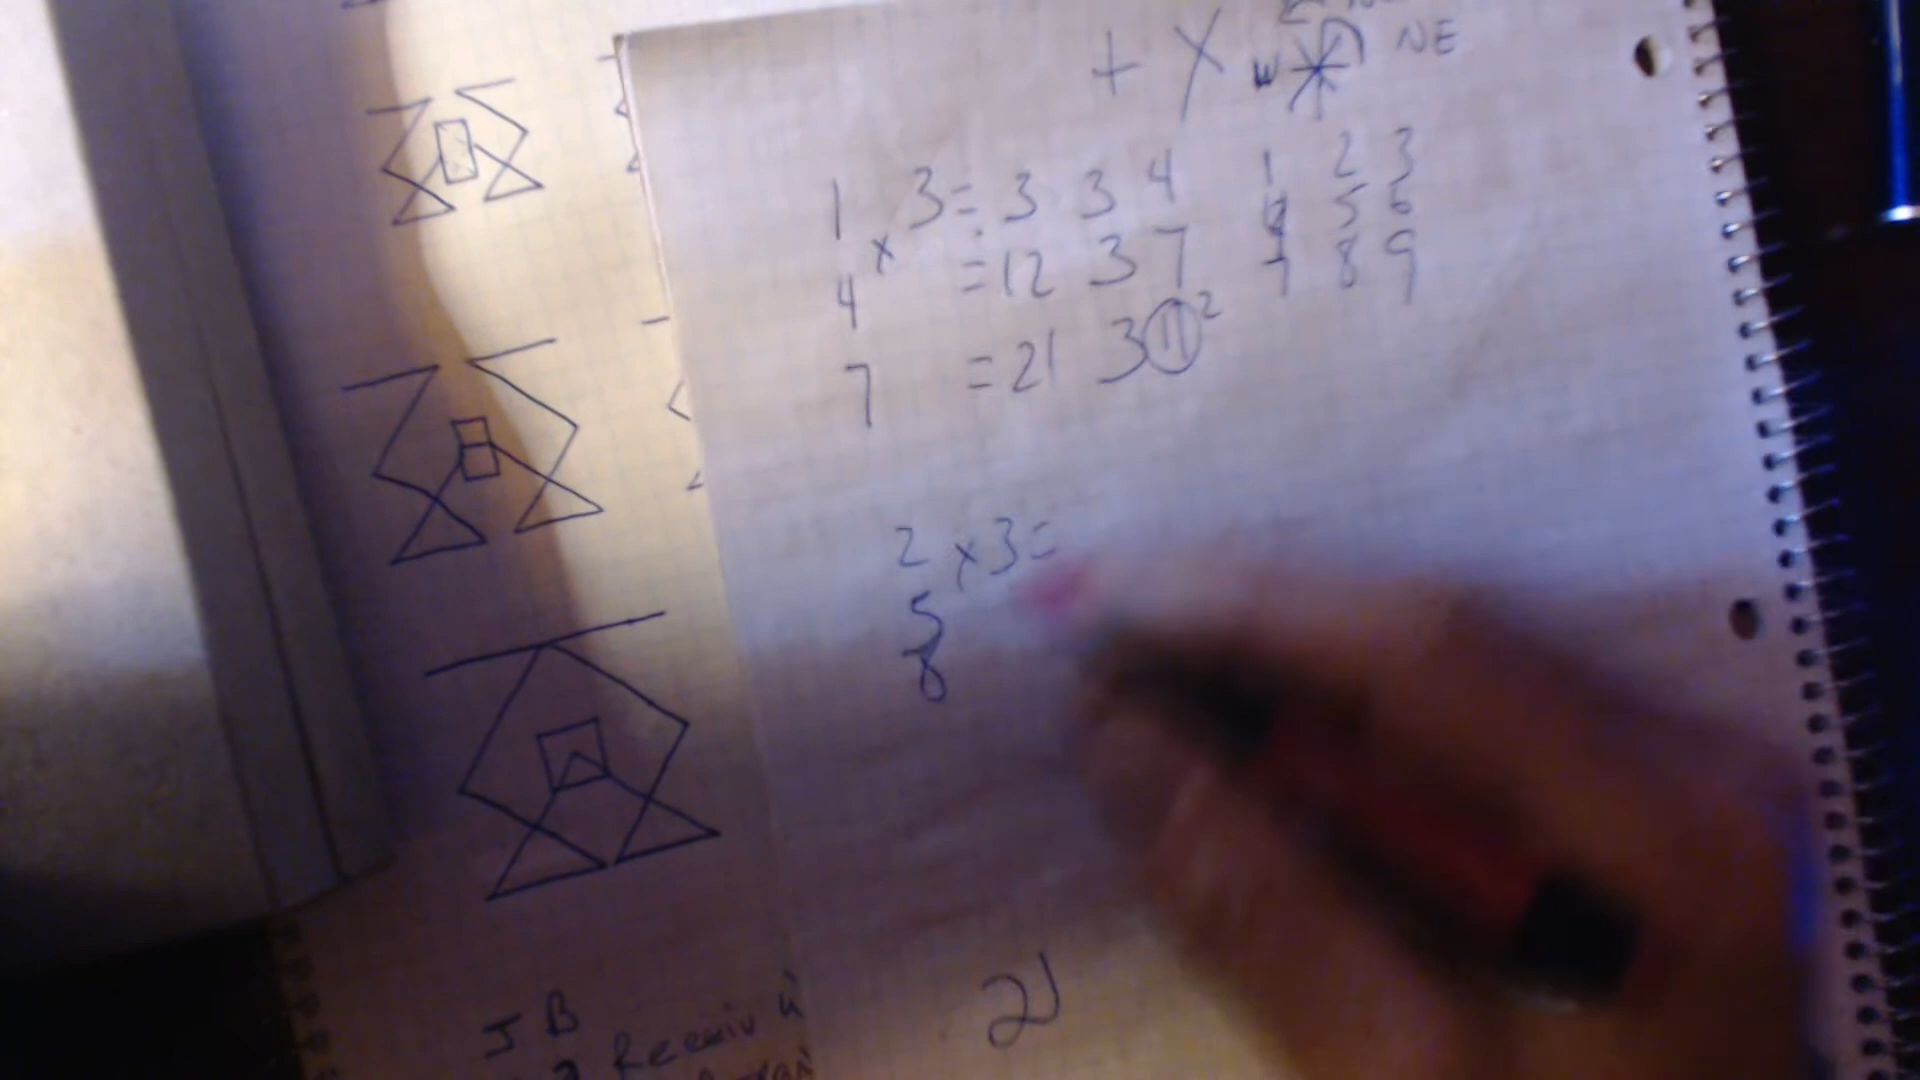 + X W NE
1 × 3 = 3 3 4 1 2 3
5 6
4 = 12 3 7 7 8 9
7 = 21 3 11 2
2 × 3 =
5
8
21
J B